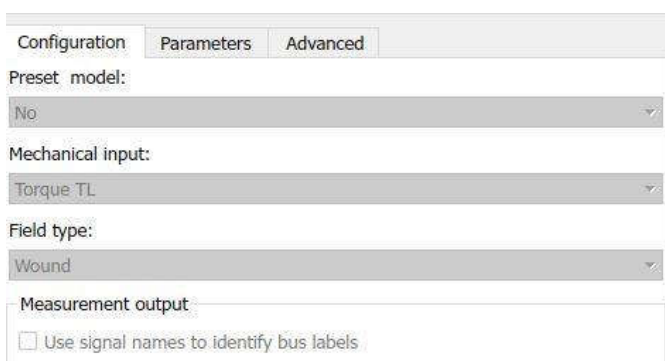 Configuration Parameters Advanced
Preset model:
No
Mechanical input:
Torque TL
Field type:
Wound
Measurement output
Use signal names to identify bus labels